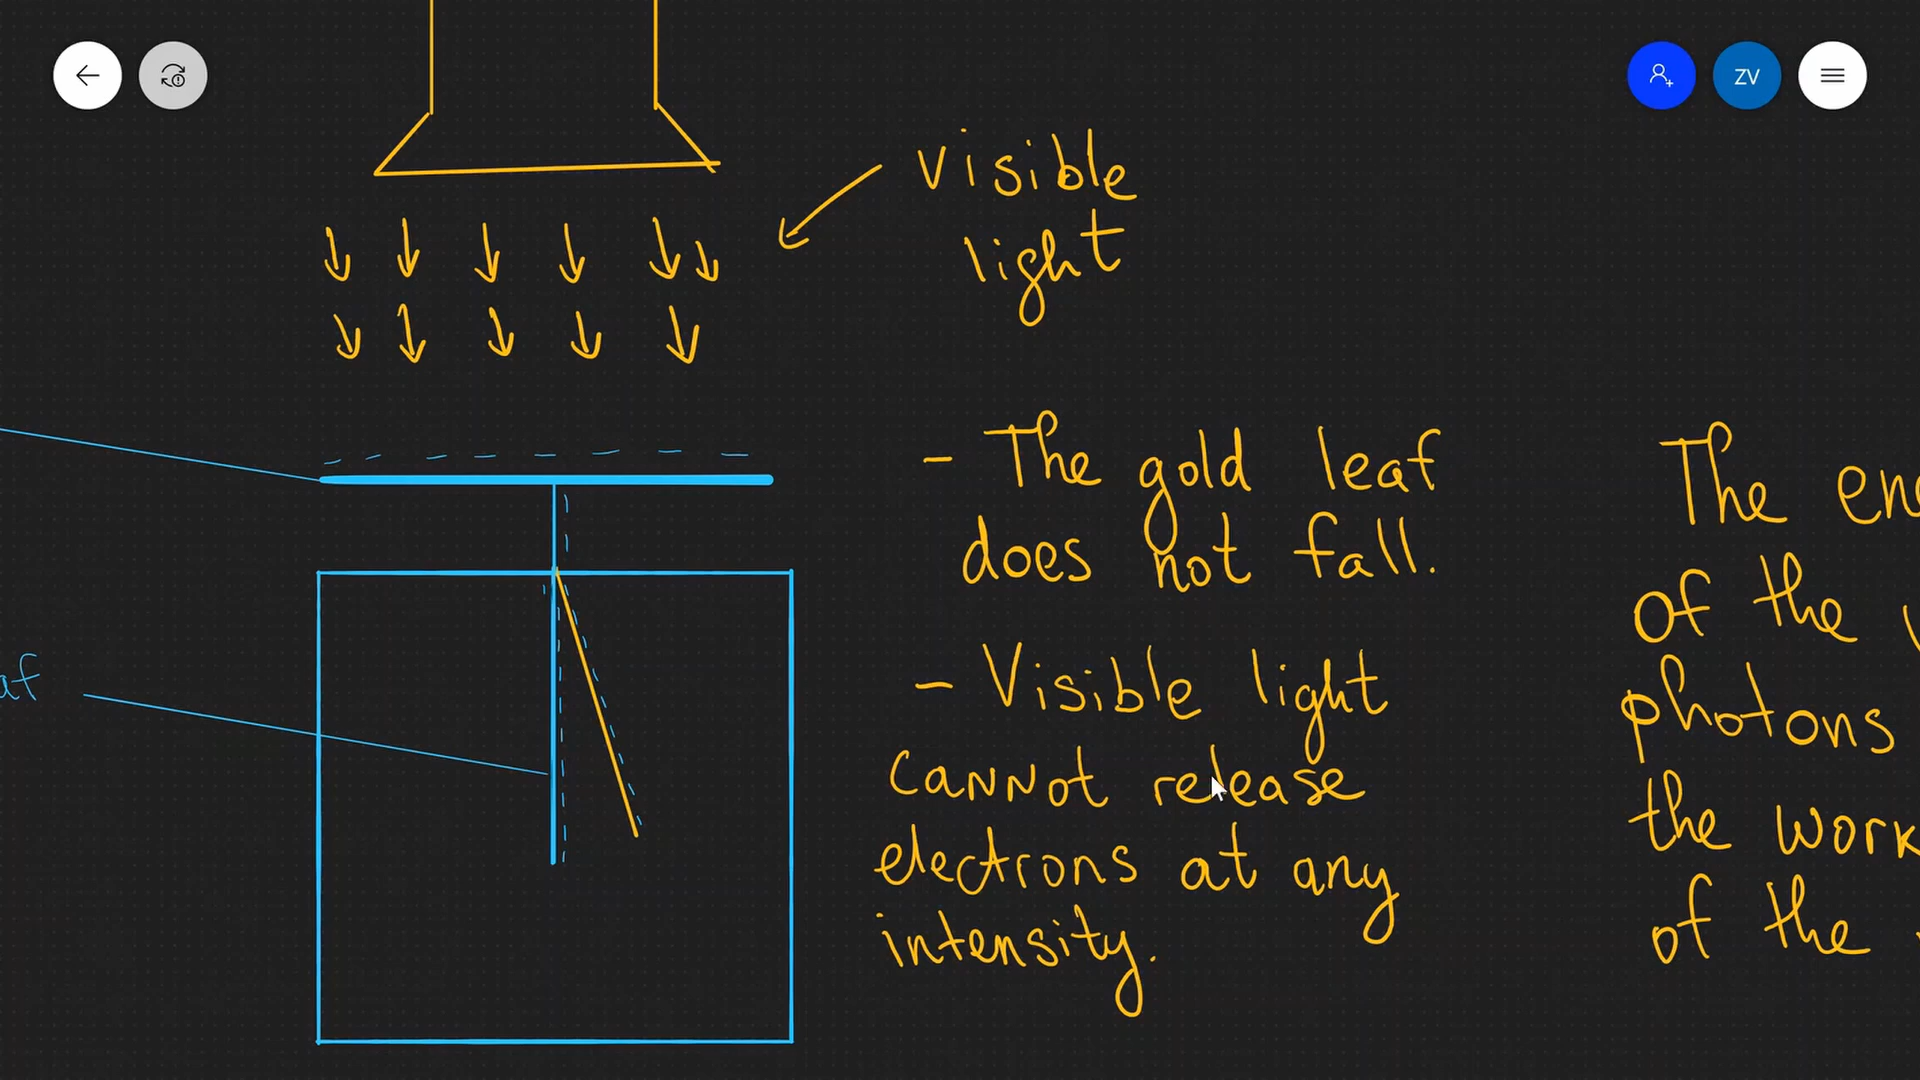 ZV
visible
light
- The gold leaf
does not fall.
- Visible light
cannot release
electrons at any
intensity.
The
of the
photons
the work
of the
af